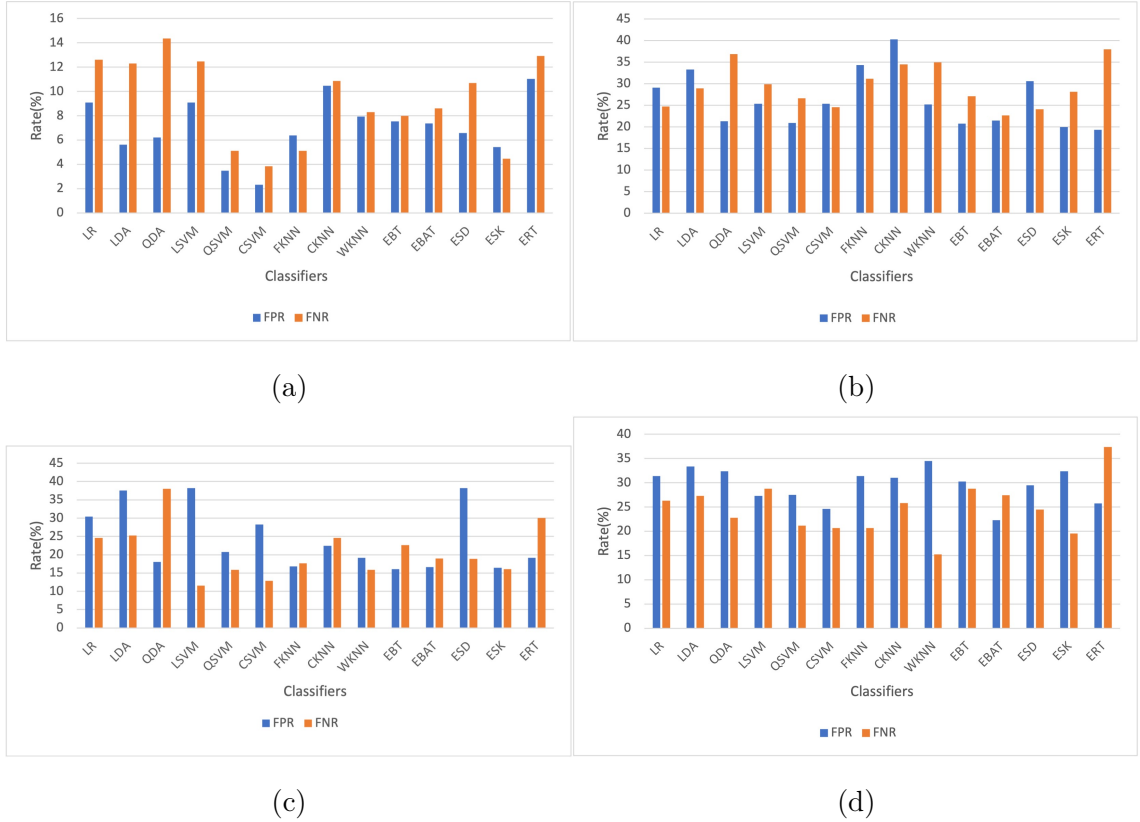 16
14
12
10
8
6
4
2
0
Rate(%)
LR LDA QDA LSVM QSVM CSVM FKNN CKNN WKNN EBT EBAT ESD ESK ERT
Classifiers
FPR FNR
(a)
45
40
35
30
25
20
15
10
5
0
Rate(%)
LR LDA QDA LSVM QSVM CSVM FKNN CKNN WKNN EBT EBAT ESD ESK ERT
Classifiers
FPR FNR
(b)
45
40
35
30
25
20
15
10
5
0
Rate(%)
LR LDA QDA LSVM QSVM CSVM FKNN CKNN WKNN EBT EBAT ESD ESK ERT
Classifiers
FPR FNR
(c)
40
35
30
25
20
15
10
5
0
Rate(%)
LR LDA QDA LSVM QSVM CSVM FKNN CKNN WKNN EBT EBAT ESD ESK ERT
Classifiers
FPR FNR
(d)